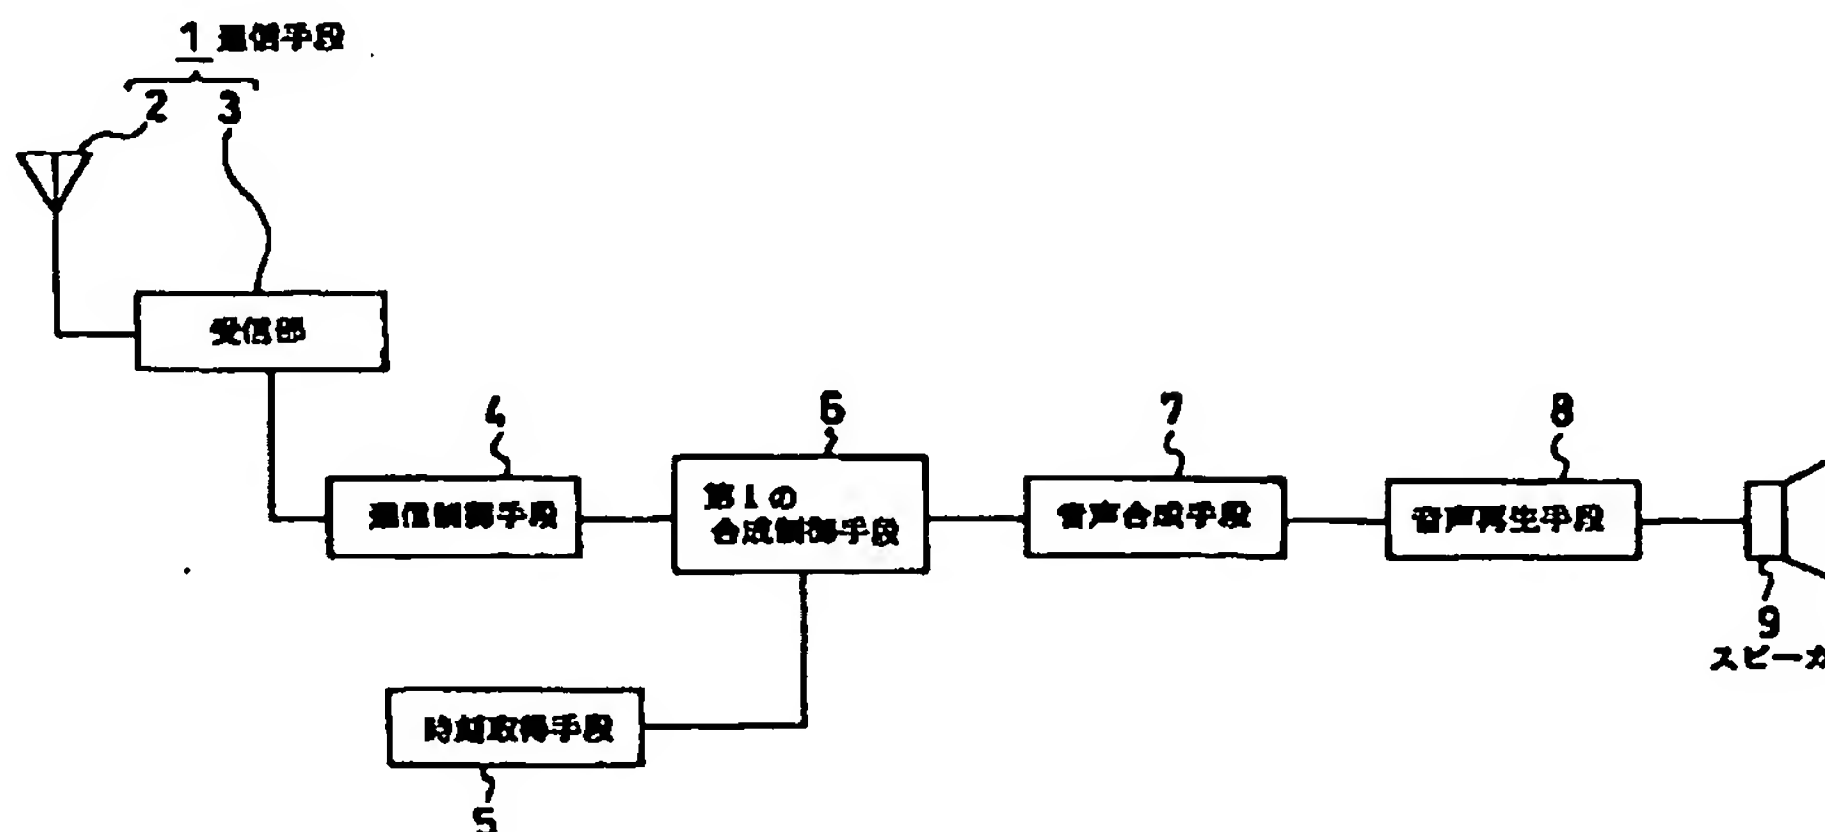 1 通信手段
2 3
受信部
4 6 7 8
通信制御手段
第1の
合成制御手段
音声合成手段
音声再生手段
9
スピーカ
時刻取得手段
5